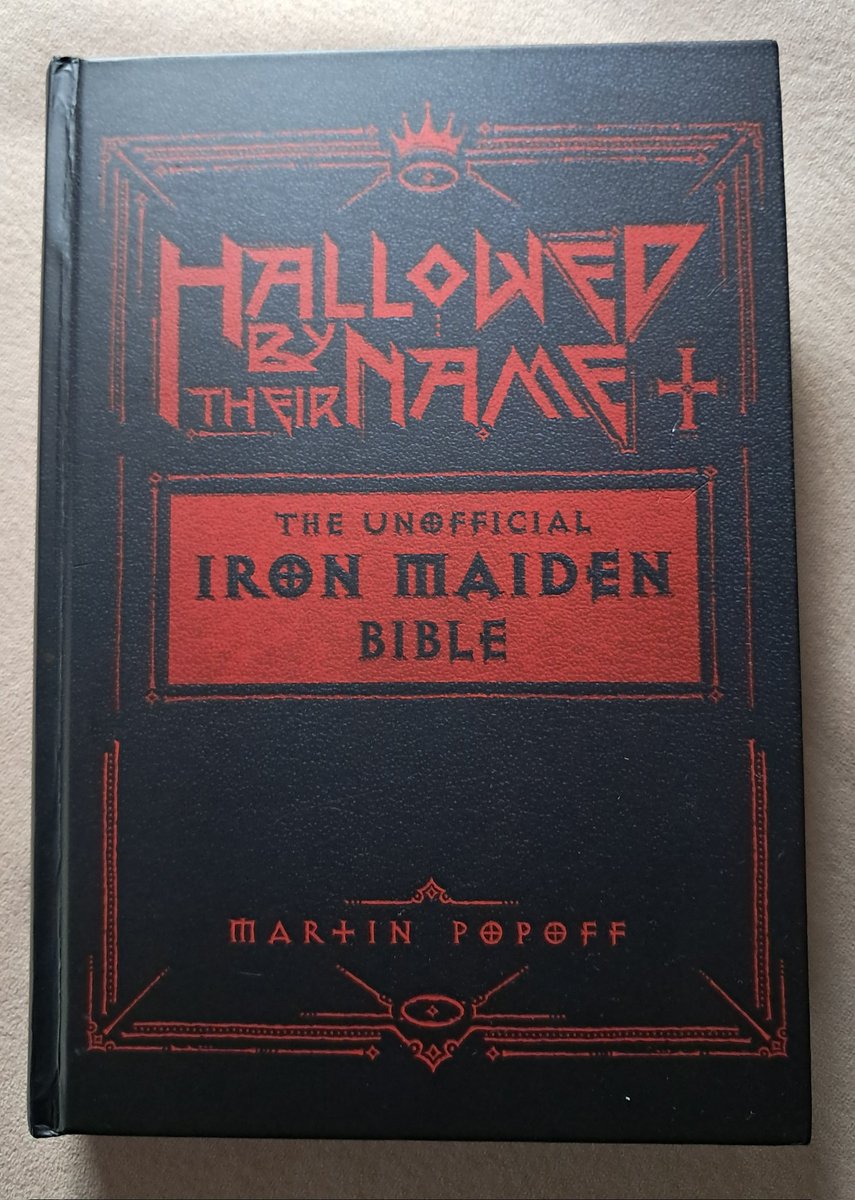 HALLOWED
BY
THEIR NAME
THE UNOFFICIAL
IRON MAIDEN
BIBLE
MARTIN POPOFF